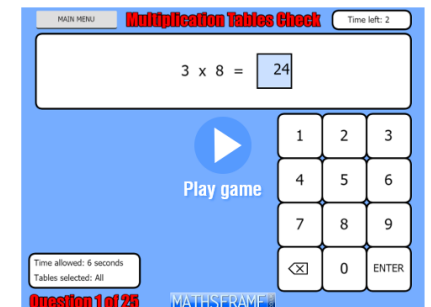 MAIN MENU
Multiplication Tables Check
Time left: 2
3 x 8 = 24
Play game
1 2 3
4 5 6
7 8 9
0 ENTER
Time allowed: 6 seconds
Tables selected: All
Question 1 of 25
MATHSFRAME